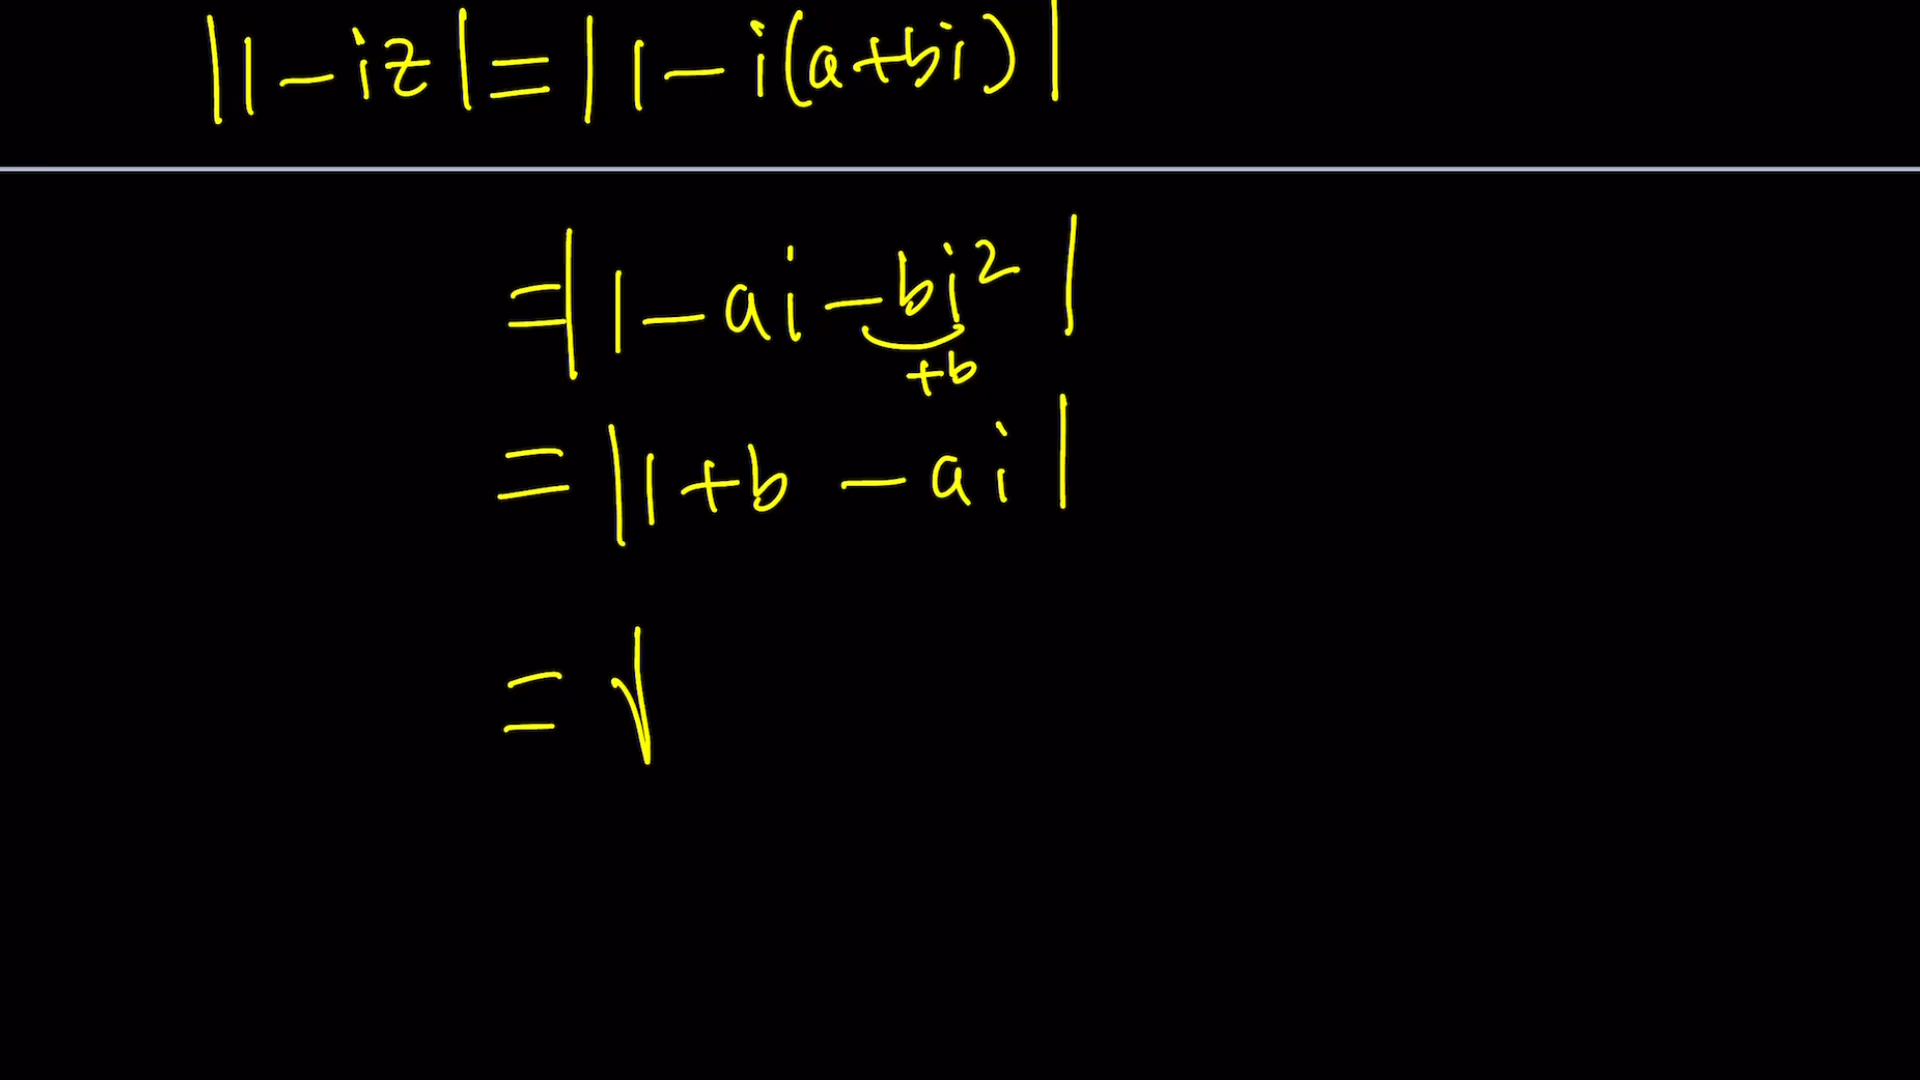 |1-iz|=|1-i(a+bi)|
=|1-ai-bi²|
+b
=|1+b-ai|
=√